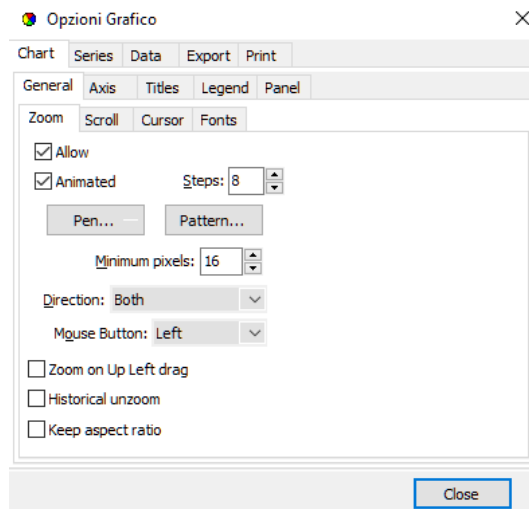 Opzioni Grafico
Chart Series Data Export Print
General Axis Titles Legend Panel
Zoom Scroll Cursor Fonts
Allow
Animated Steps: 8
Pen... Pattern...
Minimum pixels: 16
Direction: Both
Mouse Button: Left
Zoom on Up Left drag
Historical unzoom
Keep aspect ratio
Close